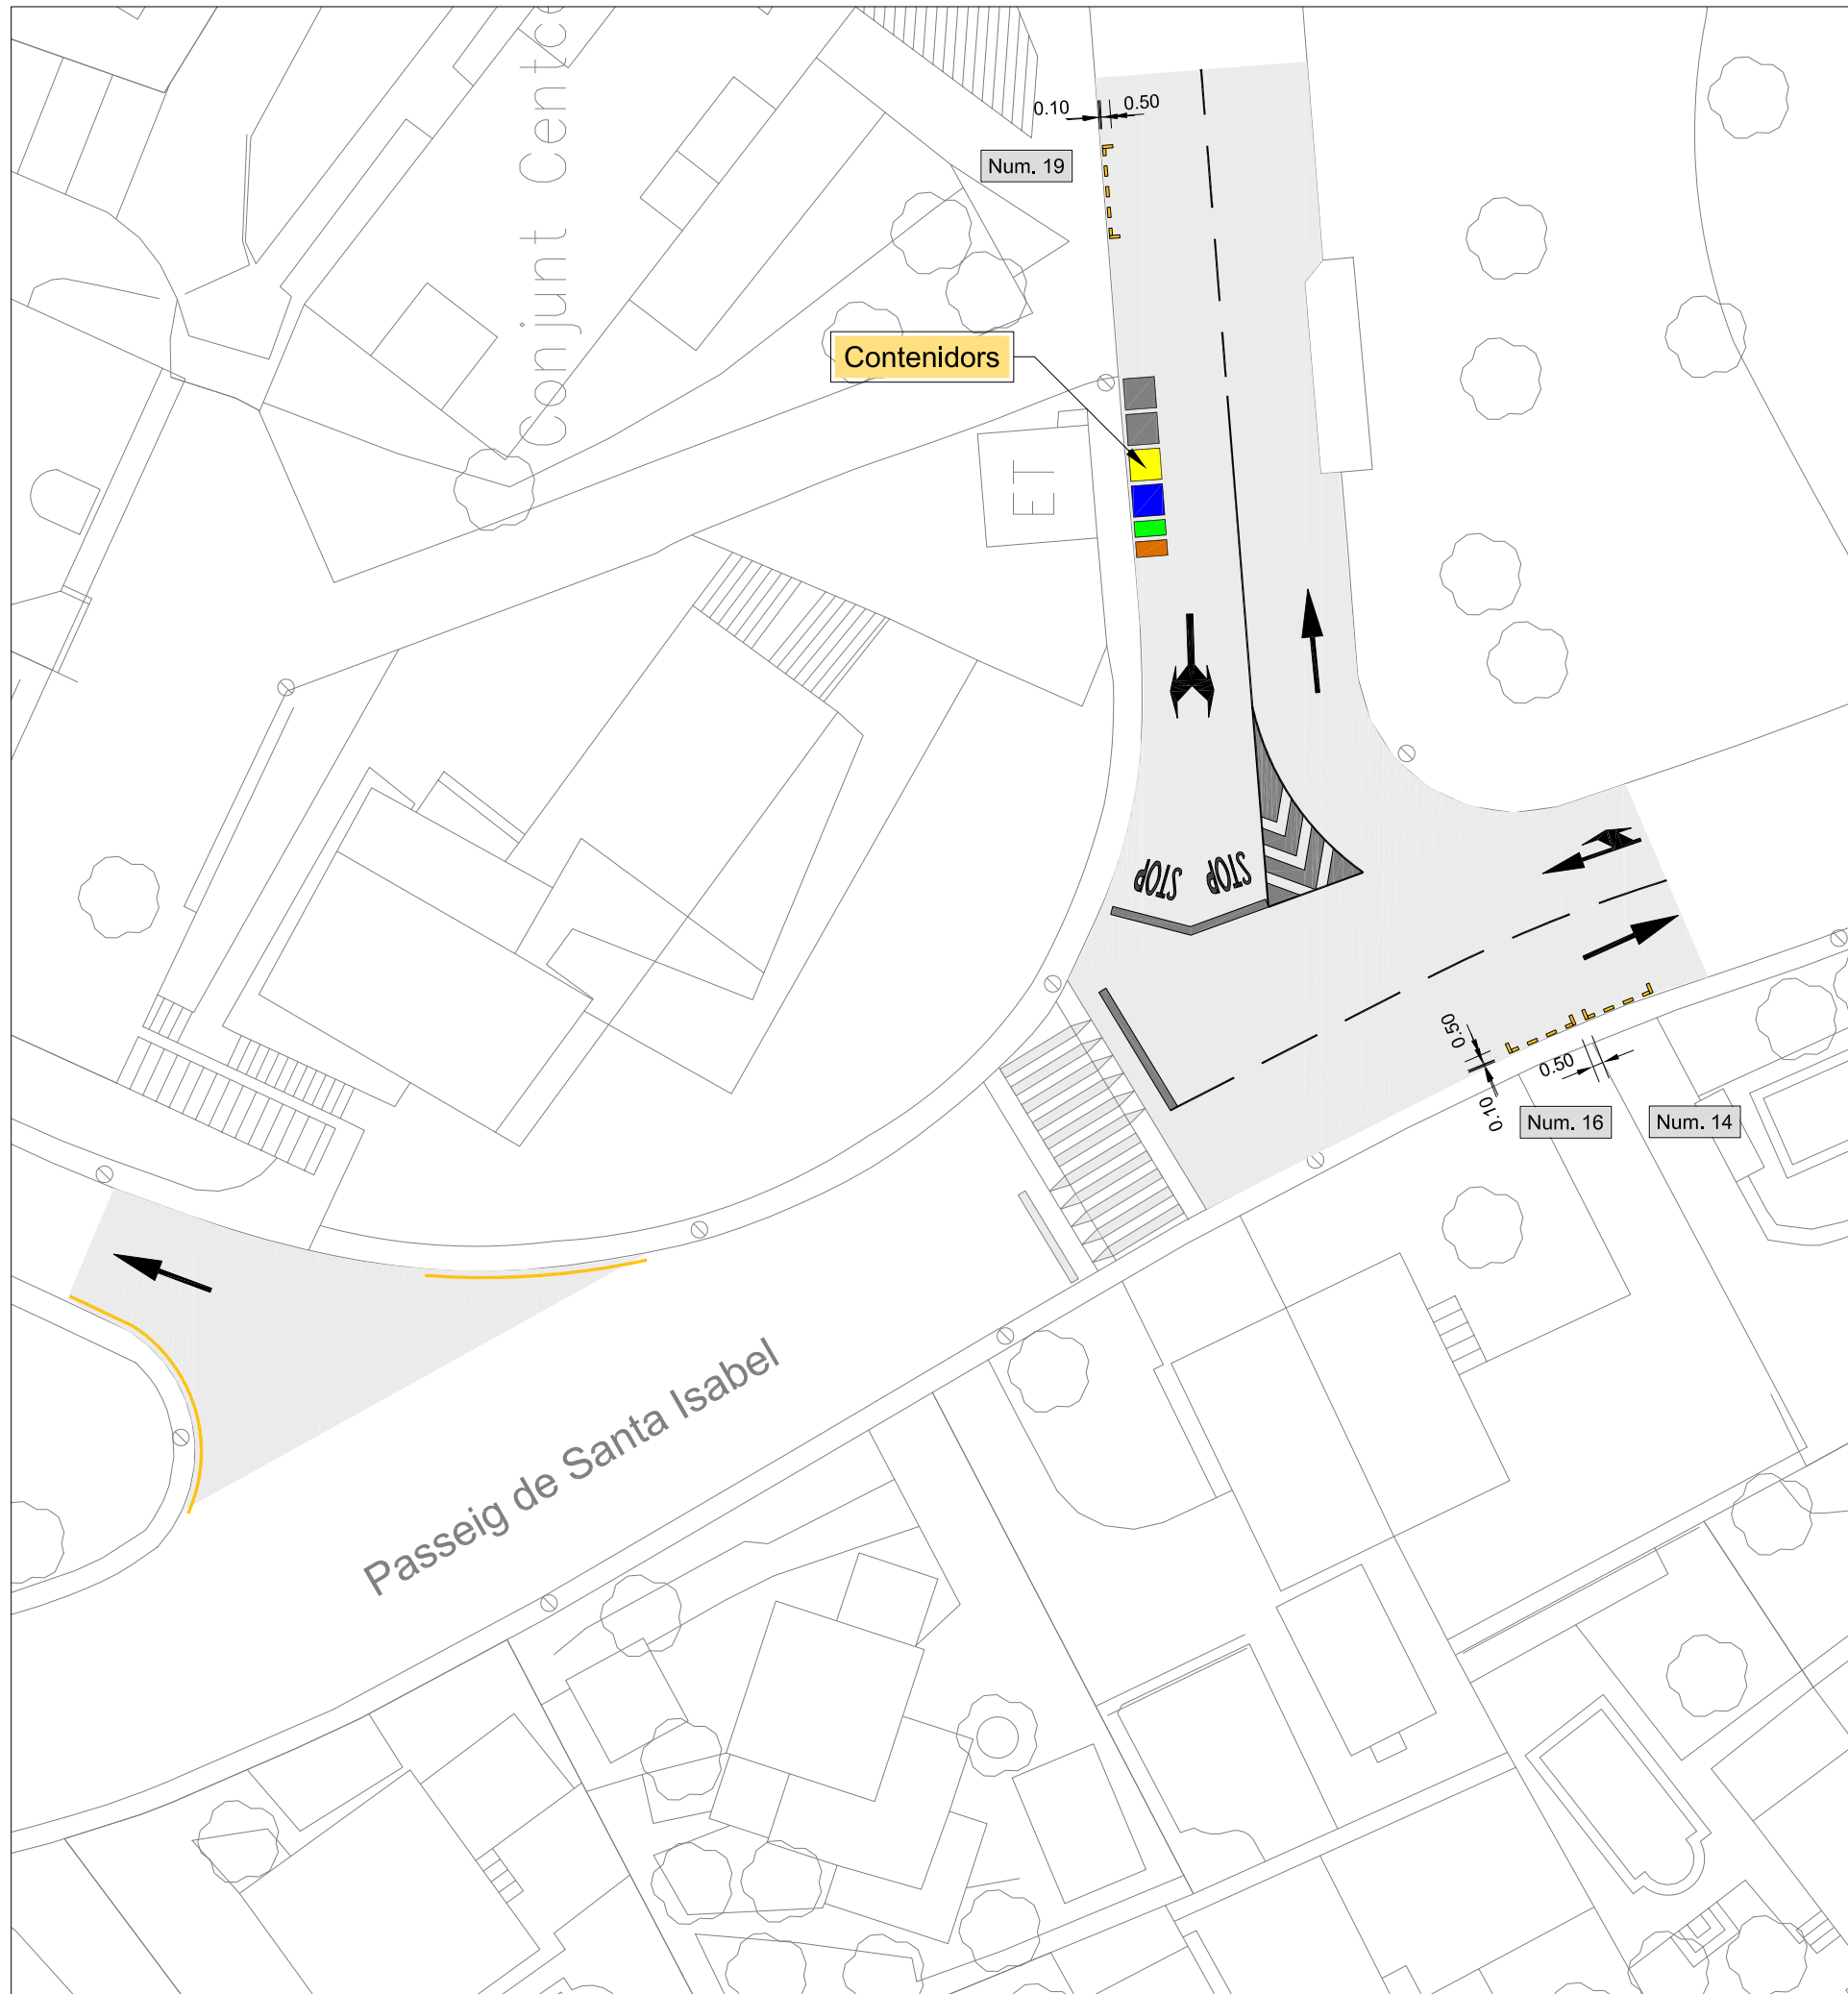 Conjunt Centce
0.10
0.50
Num. 19
Contenidors
ET
STOP
STOP
0.50
0.50
0.10
Num. 16
Num. 14
Passeig de Santa Isabel